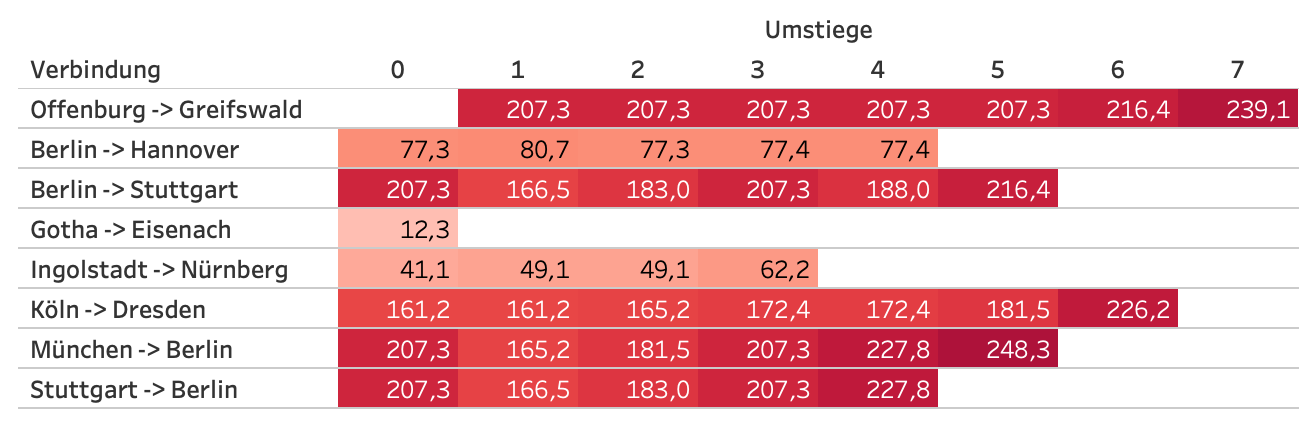 Umstiege
Verbindung 0 1 2 3 4 5 6 7
Offenburg -> Greifswald 207,3 207,3 207,3 207,3 207,3 216,4 239,1
Berlin -> Hannover 77,3 80,7 77,3 77,4 77,4
Berlin -> Stuttgart 207,3 166,5 183,0 207,3 188,0 216,4
Gotha -> Eisenach 12,3
Ingolstadt -> Nürnberg 41,1 49,1 49,1 62,2
Köln -> Dresden 161,2 161,2 165,2 172,4 172,4 181,5 226,2
München -> Berlin 207,3 165,2 181,5 207,3 227,8 248,3
Stuttgart -> Berlin 207,3 166,5 183,0 207,3 227,8